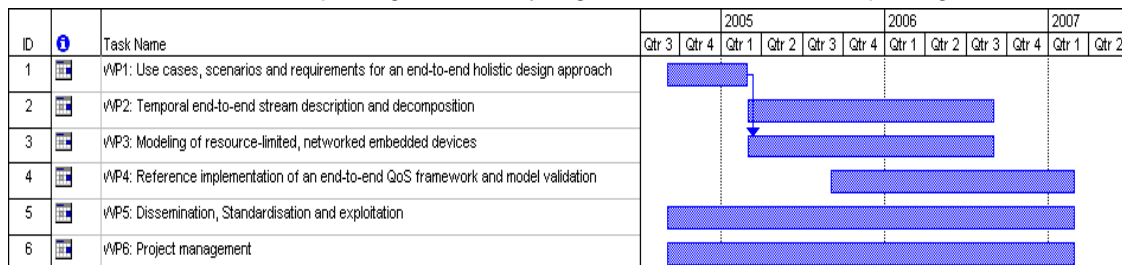 2005 2006 2007
ID Task Name Qtr 3 Qtr 4 Qtr 1 Qtr 2 Qtr 3 Qtr 4 Qtr 1 Qtr 2 Qtr 3 Qtr 4 Qtr 1 Qtr 2
1 WP1: Use cases, scenarios and requirements for an end-to-end holistic design approach
2 WP2: Temporal end-to-end stream description and decomposition
3 WP3: Modeling of resource-limited, networked embedded devices
4 WP4: Reference implementation of an end-to-end QoS framework and model validation
5 WP5: Dissemination, Standardisation and exploitation
6 WP6: Project management